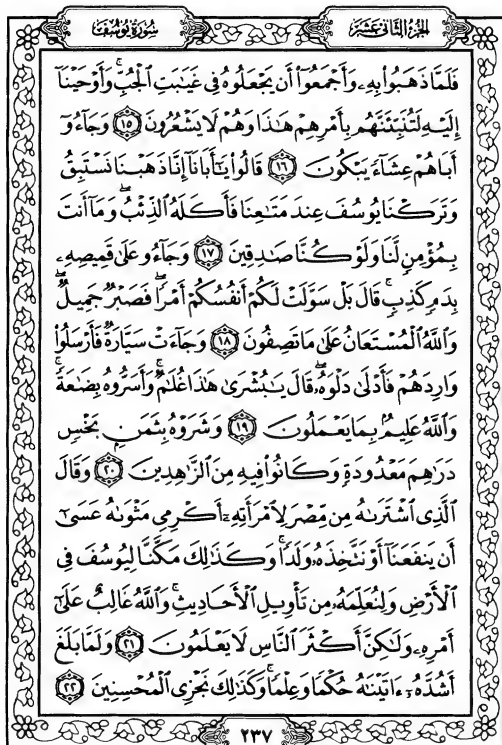 الجزء الثاني عشر
سورة يوسف
فَلَمَّا ذَهَبُوا۟ بِهِۦ وَأَجْمَعُوٓا۟ أَن يَجْعَلُوهُ فِى غَيَـٰبَتِ ٱلْجُبِّ ۚ وَأَوْحَيْنَآ
إِلَيْهِ لَتُنَبِّئَنَّهُم بِأَمْرِهِمْ هَـٰذَا وَهُمْ لَا يَشْعُرُونَ ١٥ وَجَآءُوٓ
أَبَاهُمْ عِشَآءً يَبْكُونَ ١٦ قَالُوا۟ يَـٰٓأَبَانَآ إِنَّا ذَهَبْنَا نَسْتَبِقُ
وَتَرَكْنَا يُوسُفَ عِندَ مَتَـٰعِنَا فَأَكَلَهُ ٱلذِّئْبُ ۖ وَمَآ أَنتَ
بِمُؤْمِنٍ لَّنَا وَلَوْ كُنَّا صَـٰدِقِينَ ١٧ وَجَآءُو عَلَىٰ قَمِيصِهِۦ
بِدَمٍ كَذِبٍ ۚ قَالَ بَلْ سَوَّلَتْ لَكُمْ أَنفُسُكُمْ أَمْرًا ۖ فَصَبْرٌ جَمِيلٌ ۖ
وَٱللَّهُ ٱلْمُسْتَعَانُ عَلَىٰ مَا تَصِفُونَ ١٨ وَجَآءَتْ سَيَّارَةٌ فَأَرْسَلُوا۟
وَارِدَهُمْ فَأَدْلَىٰ دَلْوَهُۥ ۖ قَالَ يَـٰبُشْرَىٰ هَـٰذَا غُلَـٰمٌ ۚ وَأَسَرُّوهُ بِضَـٰعَةً ۚ
وَٱللَّهُ عَلِيمٌۢ بِمَا يَعْمَلُونَ ١٩ وَشَرَوْهُ بِثَمَنٍۭ بَخْسٍ
دَرَٰهِمَ مَعْدُودَةٍ وَكَانُوا۟ فِيهِ مِنَ ٱلزَّٰهِدِينَ ٢٠ وَقَالَ
ٱلَّذِى ٱشْتَرَىٰهُ مِن مِّصْرَ لِٱمْرَأَتِهِۦٓ أَكْرِمِى مَثْوَىٰهُ عَسَىٰٓ
أَن يَنفَعَنَآ أَوْ نَتَّخِذَهُۥ وَلَدًا ۚ وَكَذَٰلِكَ مَكَّنَّا لِيُوسُفَ فِى
ٱلْأَرْضِ وَلِنُعَلِّمَهُۥ مِن تَأْوِيلِ ٱلْأَحَادِيثِ ۚ وَٱللَّهُ غَالِبٌ عَلَىٰٓ
أَمْرِهِۦ وَلَـٰكِنَّ أَكْثَرَ ٱلنَّاسِ لَا يَعْلَمُونَ ٢١ وَلَمَّا بَلَغَ
أَشُدَّهُۥٓ ءَاتَيْنَـٰهُ حُكْمًا وَعِلْمًا ۚ وَكَذَٰلِكَ نَجْزِى ٱلْمُحْسِنِينَ ٢٢
٢٣٧